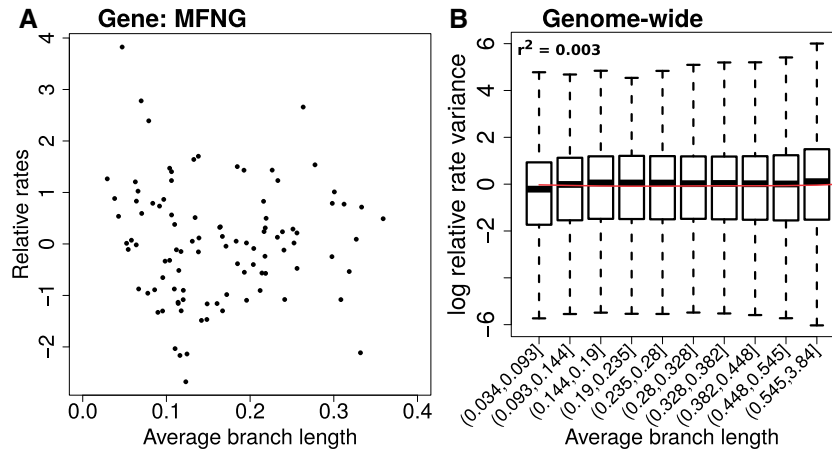 A Gene: MFNG
Relative rates
4
3
2
1
0
−1
−2
0.0 0.1 0.2 0.3 0.4
Average branch length
B Genome-wide
r² = 0.003
log relative rate variance
6
4
2
0
−2
−6
(0.034,0.093]
(0.093,0.144]
(0.144,0.19]
(0.19,0.235]
(0.235,0.28]
(0.28,0.328]
(0.328,0.382]
(0.382,0.448]
(0.448,0.545]
(0.545,3.84]
Average branch length